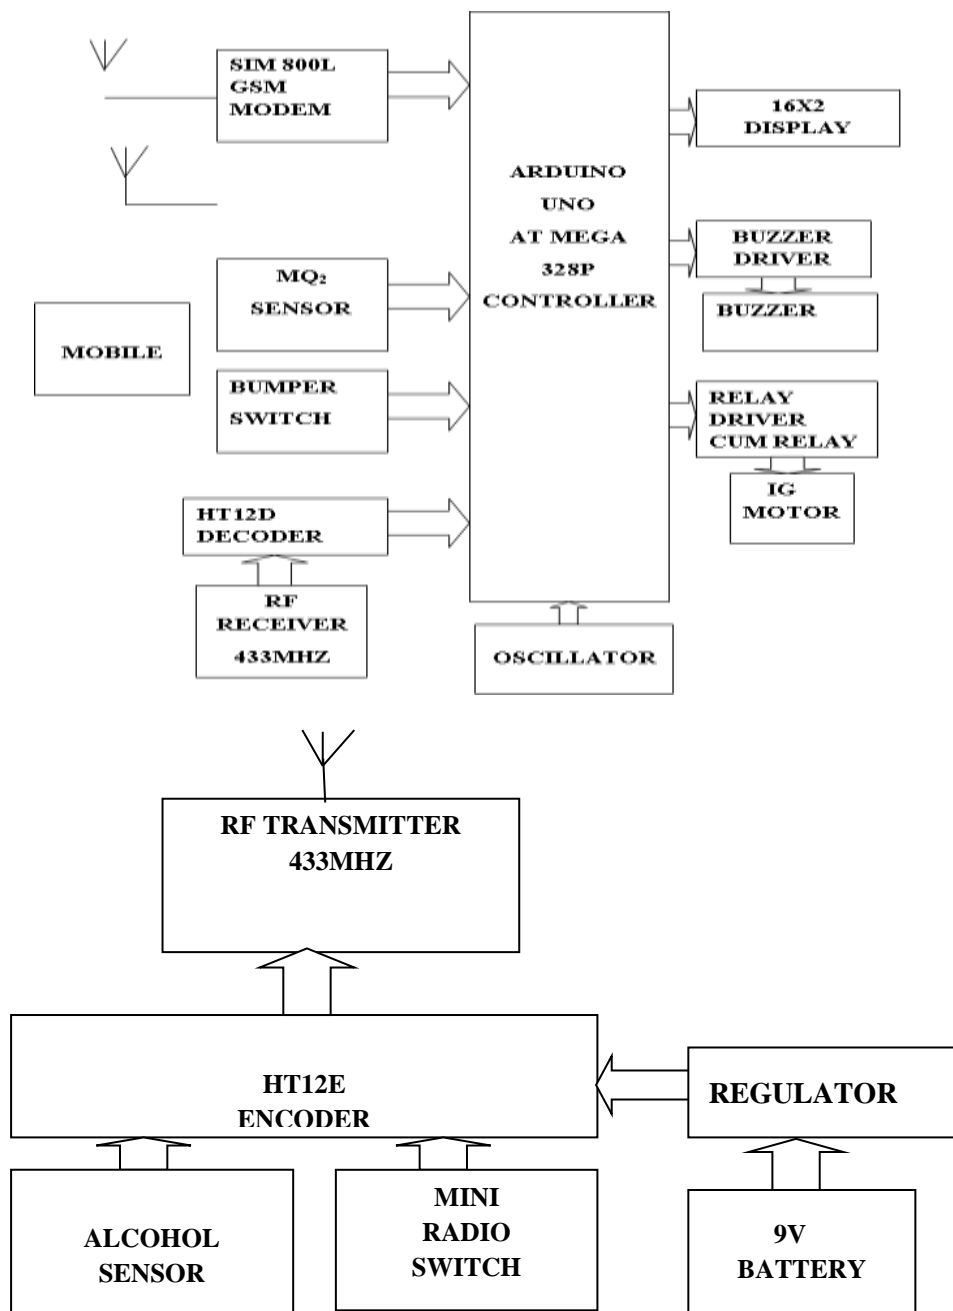 SIM 800L
GSM
MODEM
16X2
DISPLAY
ARDUINO
UNO
AT MEGA
328P
CONTROLLER
BUZZER
DRIVER
BUZZER
MQ₂
SENSOR
MOBILE
BUMPER
SWITCH
RELAY
DRIVER
CUM RELAY
IG
MOTOR
HT12D
DECODER
RF
RECEIVER
433MHZ
OSCILLATOR
RF TRANSMITTER
433MHZ
HT12E
ENCODER
REGULATOR
ALCOHOL
SENSOR
MINI
RADIO
SWITCH
9V
BATTERY